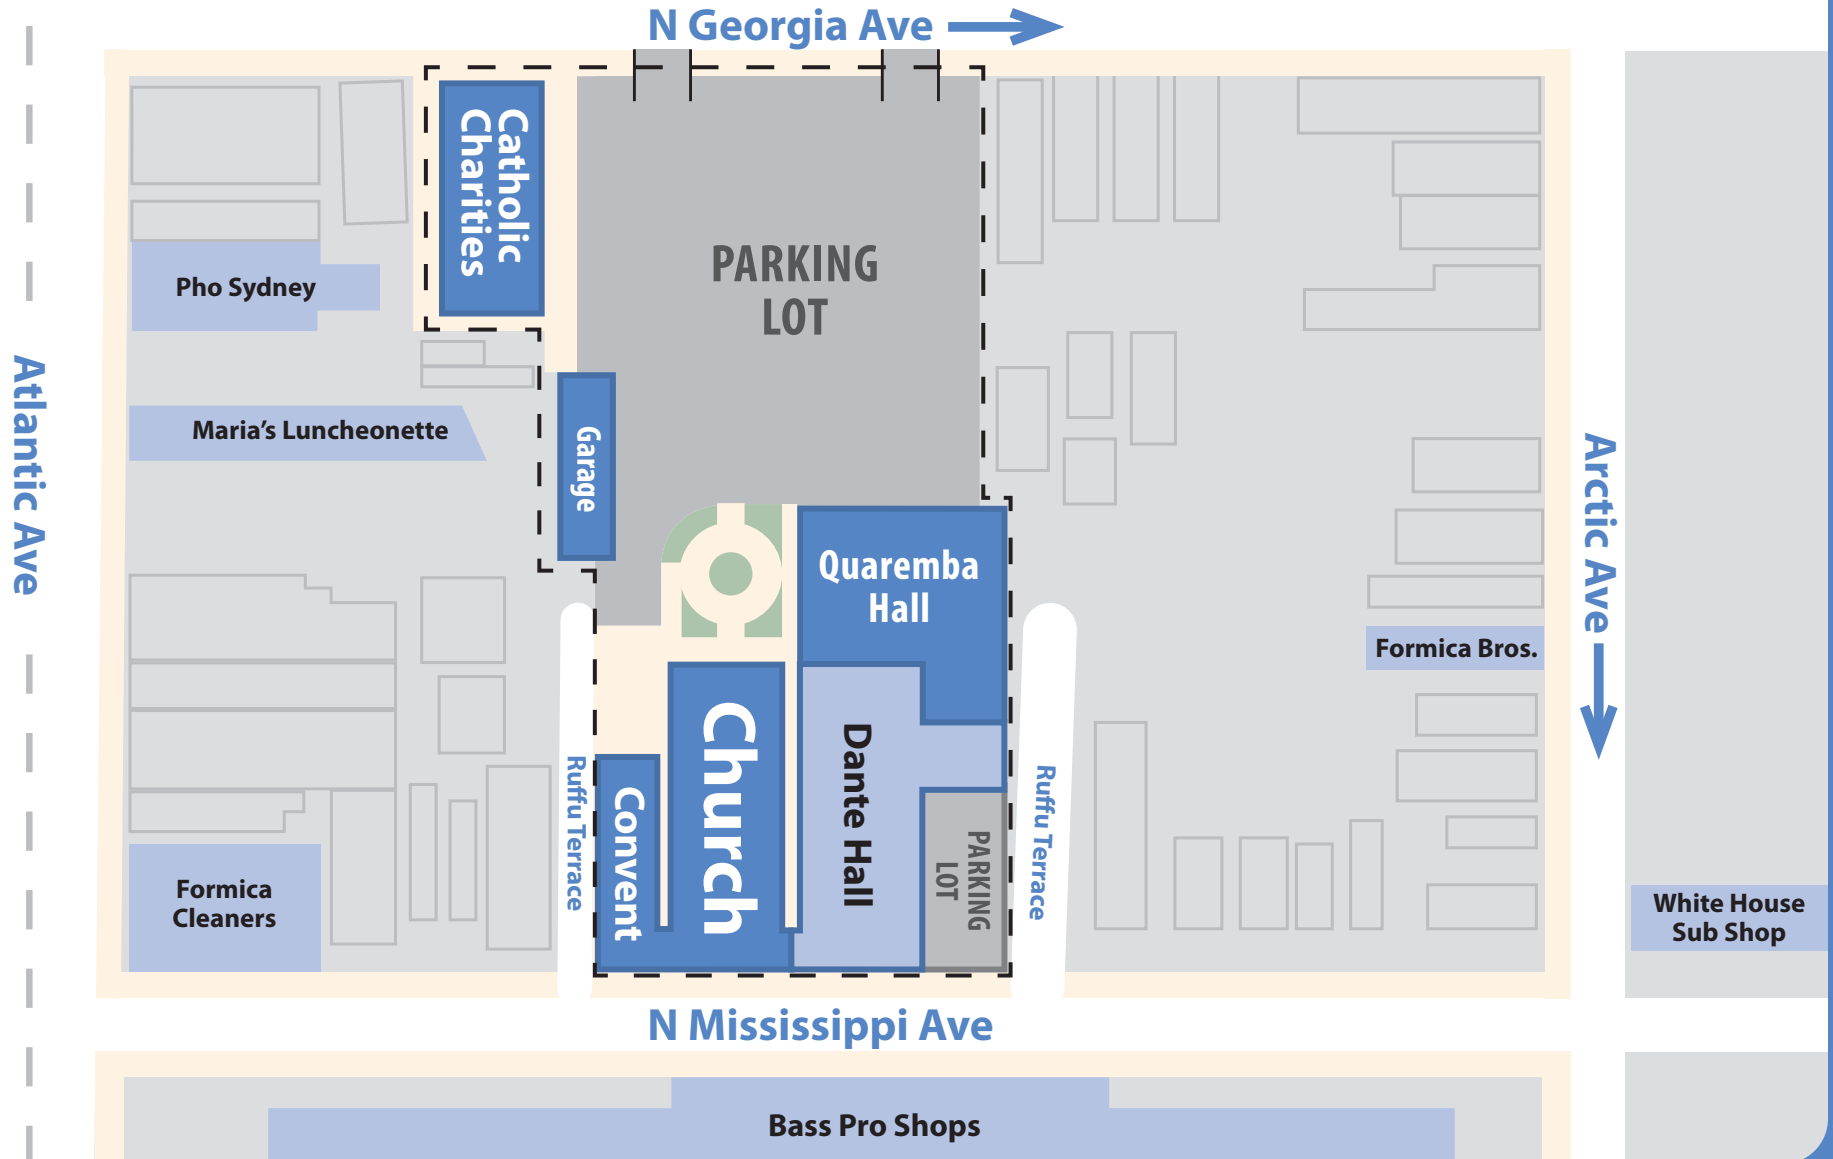 N Georgia Ave
Catholic
Charities
PARKING
LOT
Pho Sydney
Atlantic Ave
Maria's Luncheonette
Garage
Arctic Ave
Quaremba
Hall
Formica Bros.
Church
Dante Hall
Ruffu Terrace
Convent
PARKING
LOT
Ruffu Terrace
Formica
Cleaners
White House
Sub Shop
N Mississippi Ave
Bass Pro Shops